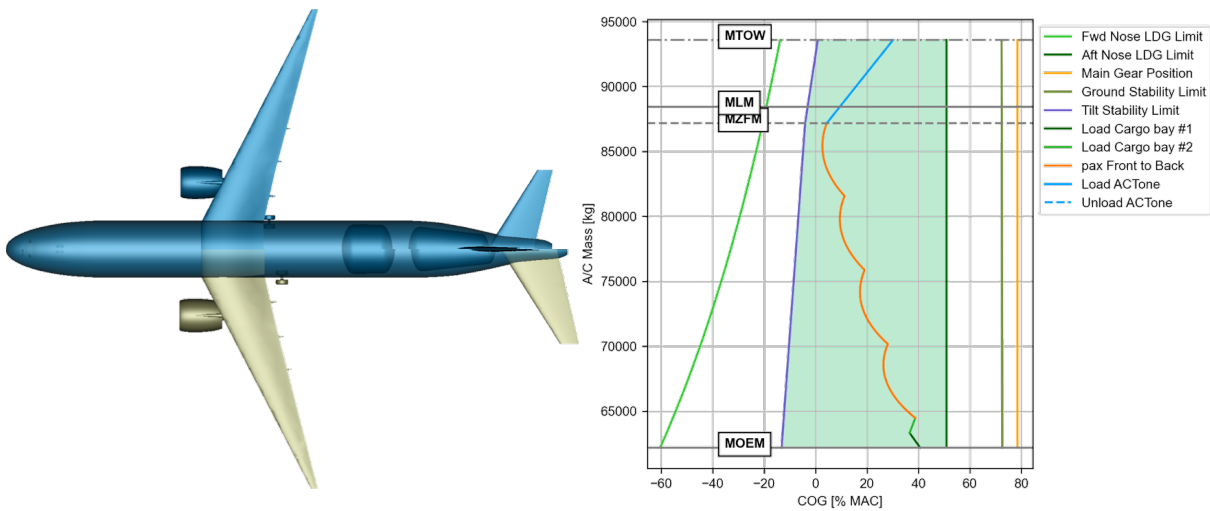 95000
90000
85000
80000
75000
70000
65000
A/C Mass [kg]
MTOW
MLM
MZFM
MOEM
−60
−40
−20
0
20
40
60
80
COG [% MAC]
Fwd Nose LDG Limit
Aft Nose LDG Limit
Main Gear Position
Ground Stability Limit
Tilt Stability Limit
Load Cargo bay #1
Load Cargo bay #2
pax Front to Back
Load ACTone
Unload ACTone